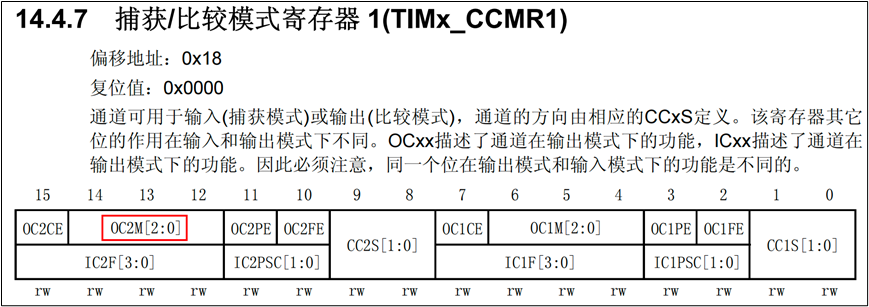 14.4.7 捕获/比较模式寄存器 1(TIMx_CCMR1)
偏移地址：0x18
复位值：0x0000
通道可用于输入(捕获模式)或输出(比较模式)，通道的方向由相应的CCxS定义。该寄存器其它
位的作用在输入和输出模式下不同。OCxx描述了通道在输出模式下的功能，ICxx描述了通道在
输出模式下的功能。因此必须注意，同一个位在输出模式和输入模式下的功能是不同的。
15 14 13 12 11 10 9 8 7 6 5 4 3 2 1 0
OC2CE OC2M[2:0] OC2PE OC2FE CC2S[1:0] OC1CE OC1M[2:0] OC1PE OC1FE CC1S[1:0]
IC2F[3:0] IC2PSC[1:0] IC1F[3:0] IC1PSC[1:0]
rw rw rw rw rw rw rw rw rw rw rw rw rw rw rw rw